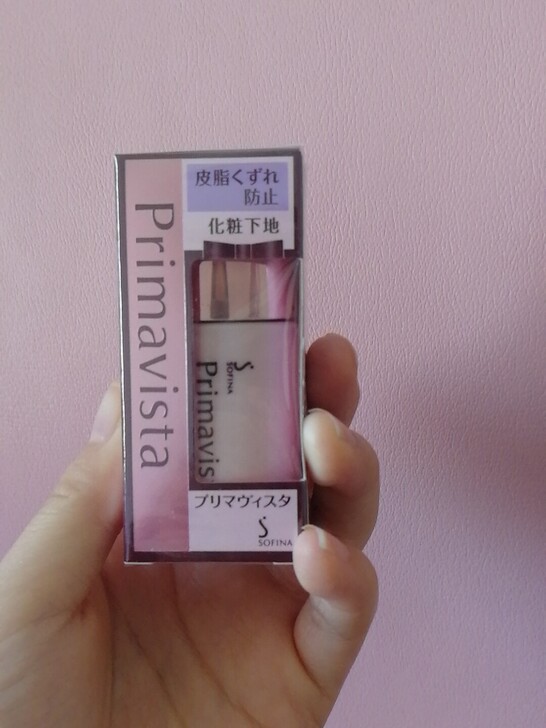 Primavista
皮脂くずれ
防止
化粧下地
SOFINA
Primavis
プリマヴィスタ
SOFINA